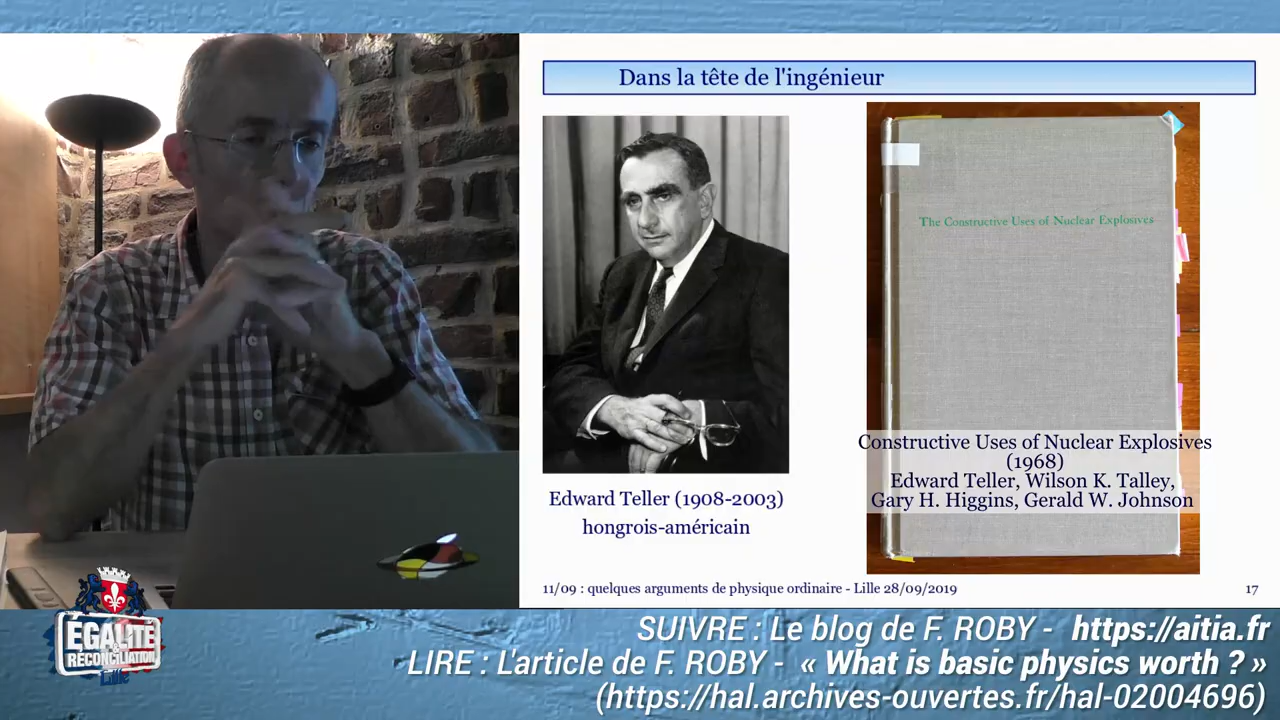 Dans la tête de l'ingénieur
The Constructive Uses of Nuclear Explosives
Constructive Uses of Nuclear Explosives
(1968)
Edward Teller, Wilson K. Talley,
Gary H. Higgins, Gerald W. Johnson
Edward Teller (1908-2003)
hongrois-américain
11/09 : quelques arguments de physique ordinaire - Lille 28/09/2019
17
ÉGALITÉ
&
RÉCONCILIATION
Lille
SUIVRE : Le blog de F. ROBY - https://aitia.fr
LIRE : L'article de F. ROBY - « What is basic physics worth ? »
(https://hal.archives-ouvertes.fr/hal-02004696)